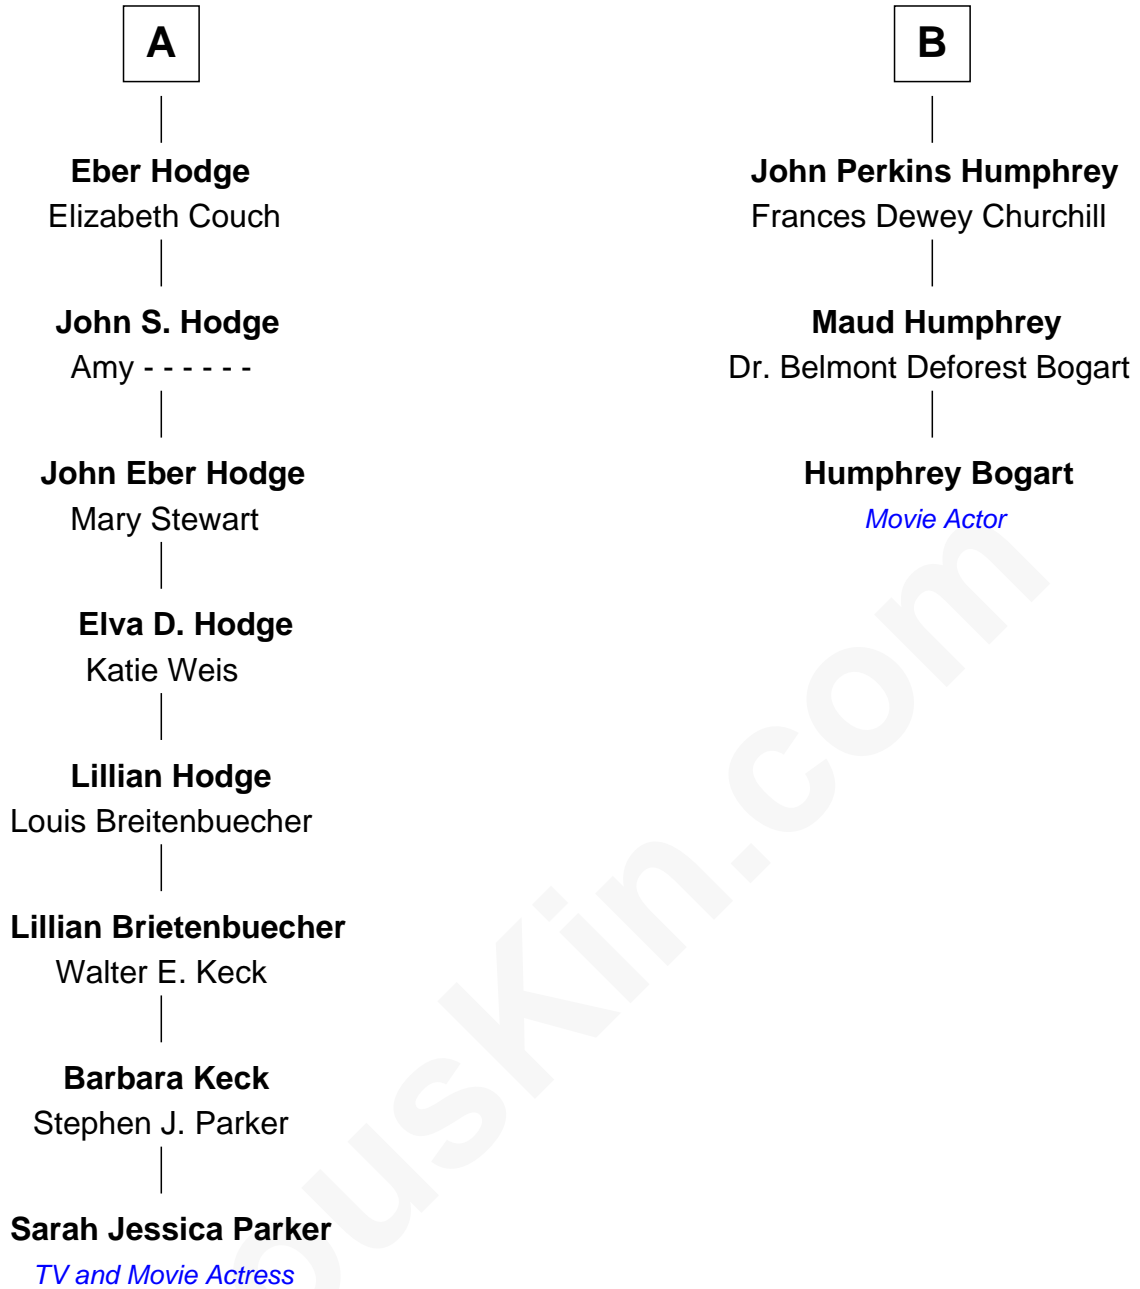 A
Eber Hodge
Elizabeth Couch
John S. Hodge
Amy - - - - - -
John Eber Hodge
Mary Stewart
Elva D. Hodge
Katie Weis
Lillian Hodge
Louis Breitenbuecher
Lillian Brietenbuecher
Walter E. Keck
Barbara Keck
Stephen J. Parker
Sarah Jessica Parker
TV and Movie Actress
B
John Perkins Humphrey
Frances Dewey Churchill
Maud Humphrey
Dr. Belmont Deforest Bogart
Humphrey Bogart
Movie Actor
ousKin.com